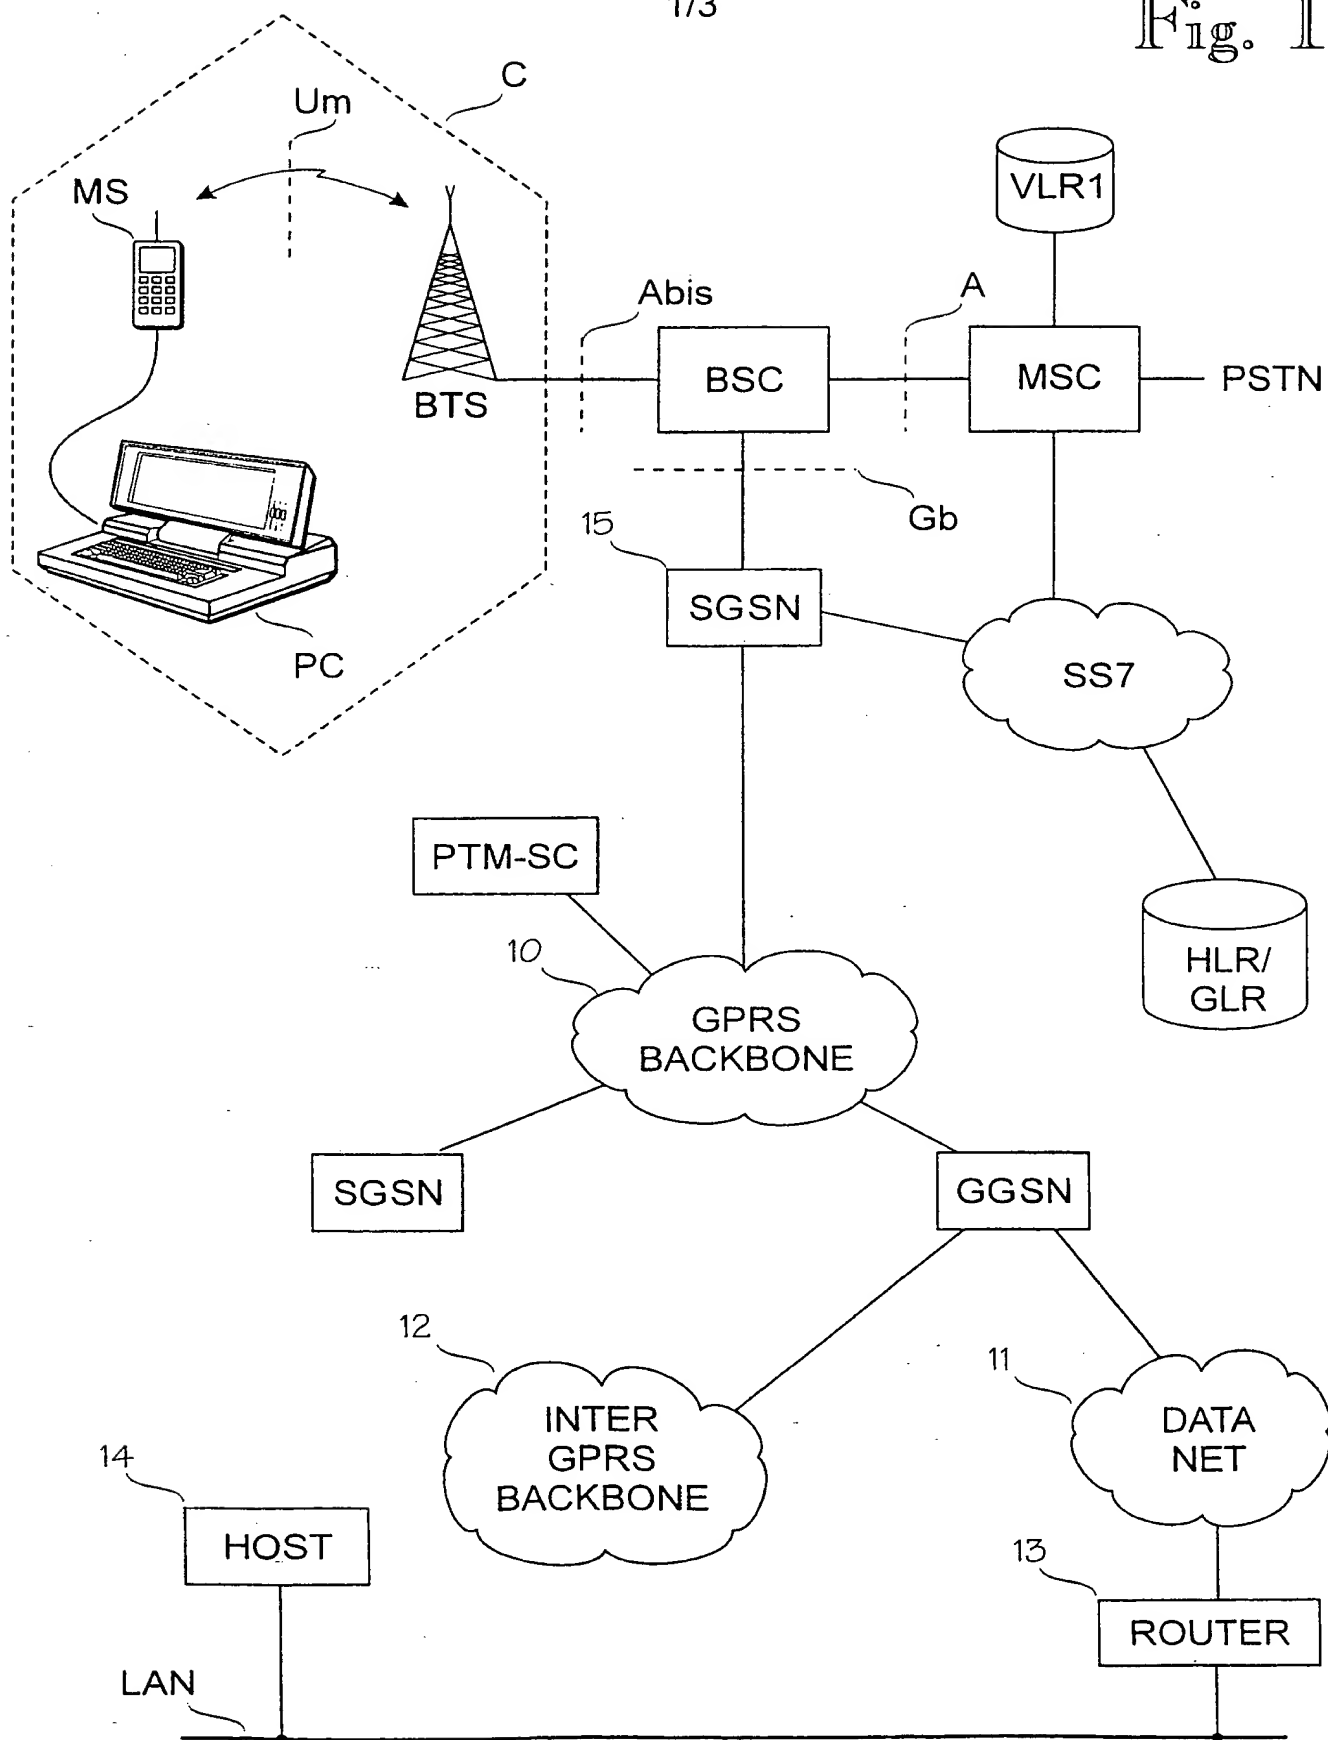 1/3
Fig. 1
C
Um
MS
VLR1
Abis
A
BTS
BSC
MSC
PSTN
Gb
15
SGSN
PC
SS7
PTM-SC
10
HLR/
GLR
GPRS
BACKBONE
SGSN
GGSN
12
11
INTER
GPRS
BACKBONE
DATA
NET
14
HOST
13
ROUTER
LAN